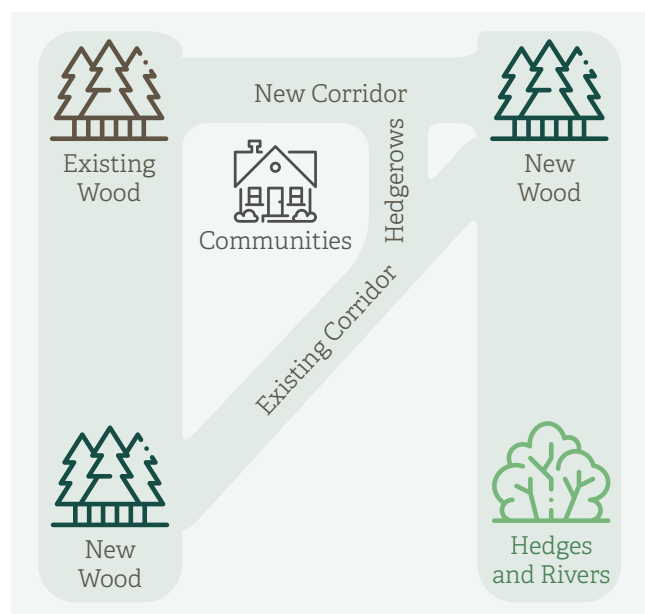 New Corridor
Existing
Wood
New
Wood
Hedgerows
Communities
Existing Corridor
New
Wood
Hedges
and Rivers